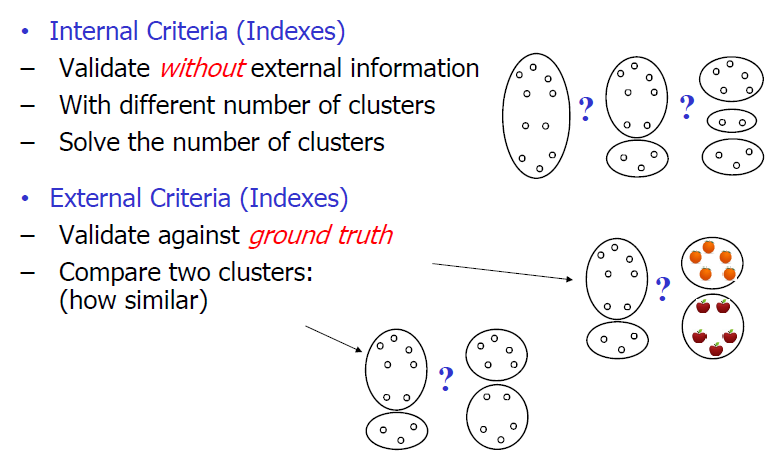 • Internal Criteria (Indexes)
– Validate without external information
– With different number of clusters
– Solve the number of clusters
? ?
• External Criteria (Indexes)
– Validate against ground truth
– Compare two clusters:
(how similar)
?
?